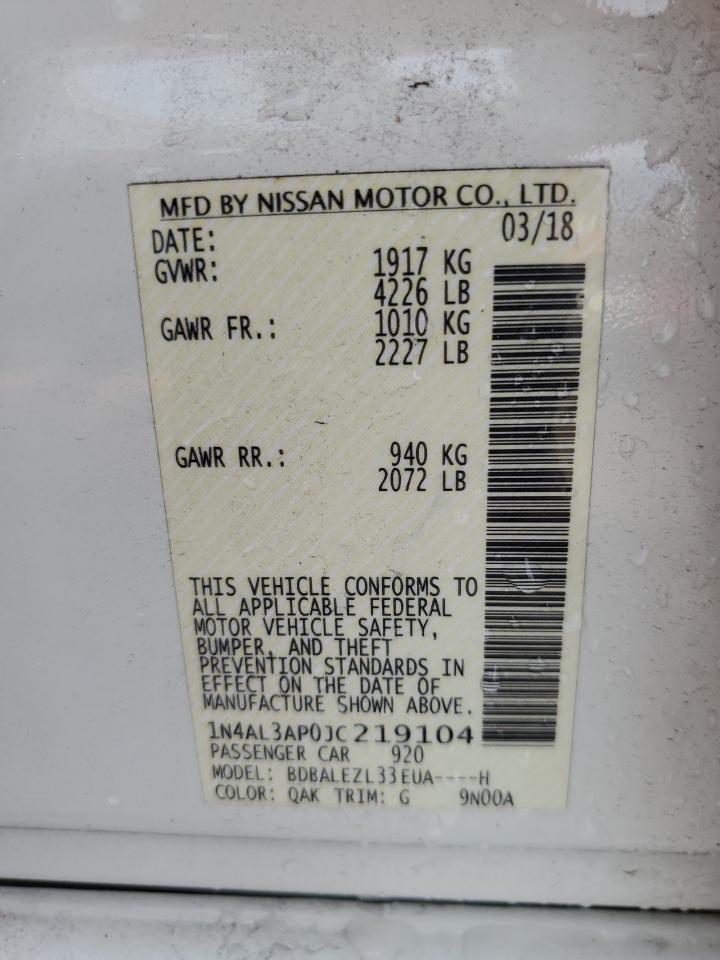 MFD BY NISSAN MOTOR CO., LTD.
DATE: 03/18
GVWR: 1917 KG
4226 LB
GAWR FR.: 1010 KG
2227 LB
GAWR RR.: 940 KG
2072 LB
THIS VEHICLE CONFORMS TO
ALL APPLICABLE FEDERAL
MOTOR VEHICLE SAFETY,
BUMPER, AND THEFT
PREVENTION STANDARDS IN
EFFECT ON THE DATE OF
MANUFACTURE SHOWN ABOVE.
1N4AL3AP0JC219104
PASSENGER CAR 920
MODEL: BDBALEZL33EUA----H
COLOR: QAK TRIM: G 9N00A